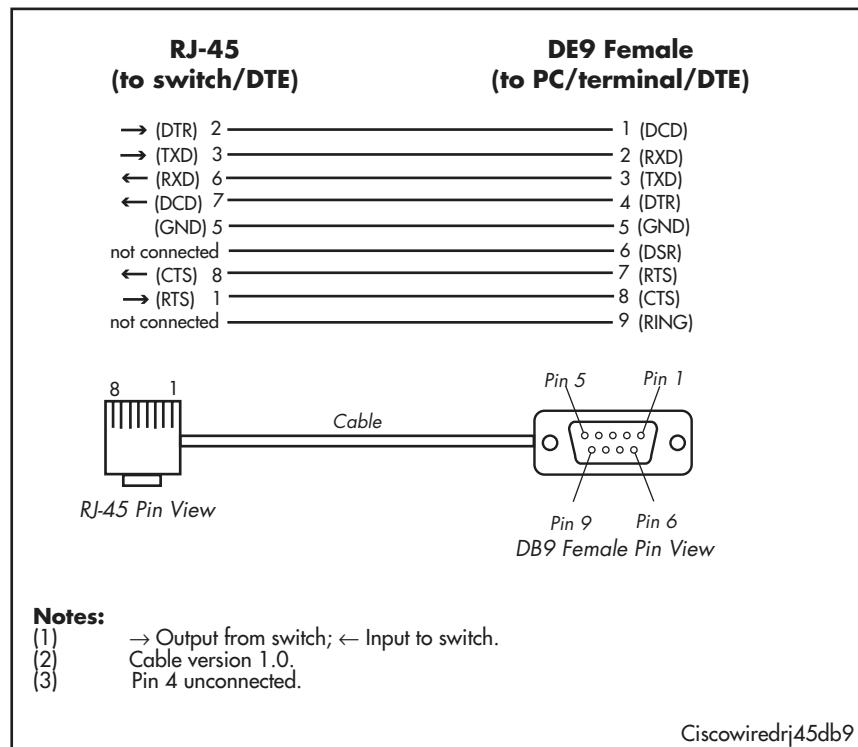 RJ-45 DE9 Female
(to switch/DTE) (to PC/terminal/DTE)
→ (DTR) 2 1 (DCD)
→ (TXD) 3 2 (RXD)
← (RXD) 6 3 (TXD)
← (DCD) 7 4 (DTR)
(GND) 5 5 (GND)
not connected 6 (DSR)
← (CTS) 8 7 (RTS)
→ (RTS) 1 8 (CTS)
not connected 9 (RING)
8 1 Pin 5 Pin 1
Cable
RJ-45 Pin View
Pin 9 Pin 6
DB9 Female Pin View
Notes:
(1) → Output from switch; ← Input to switch.
(2) Cable version 1.0.
(3) Pin 4 unconnected.
Ciscowiredrj45db9